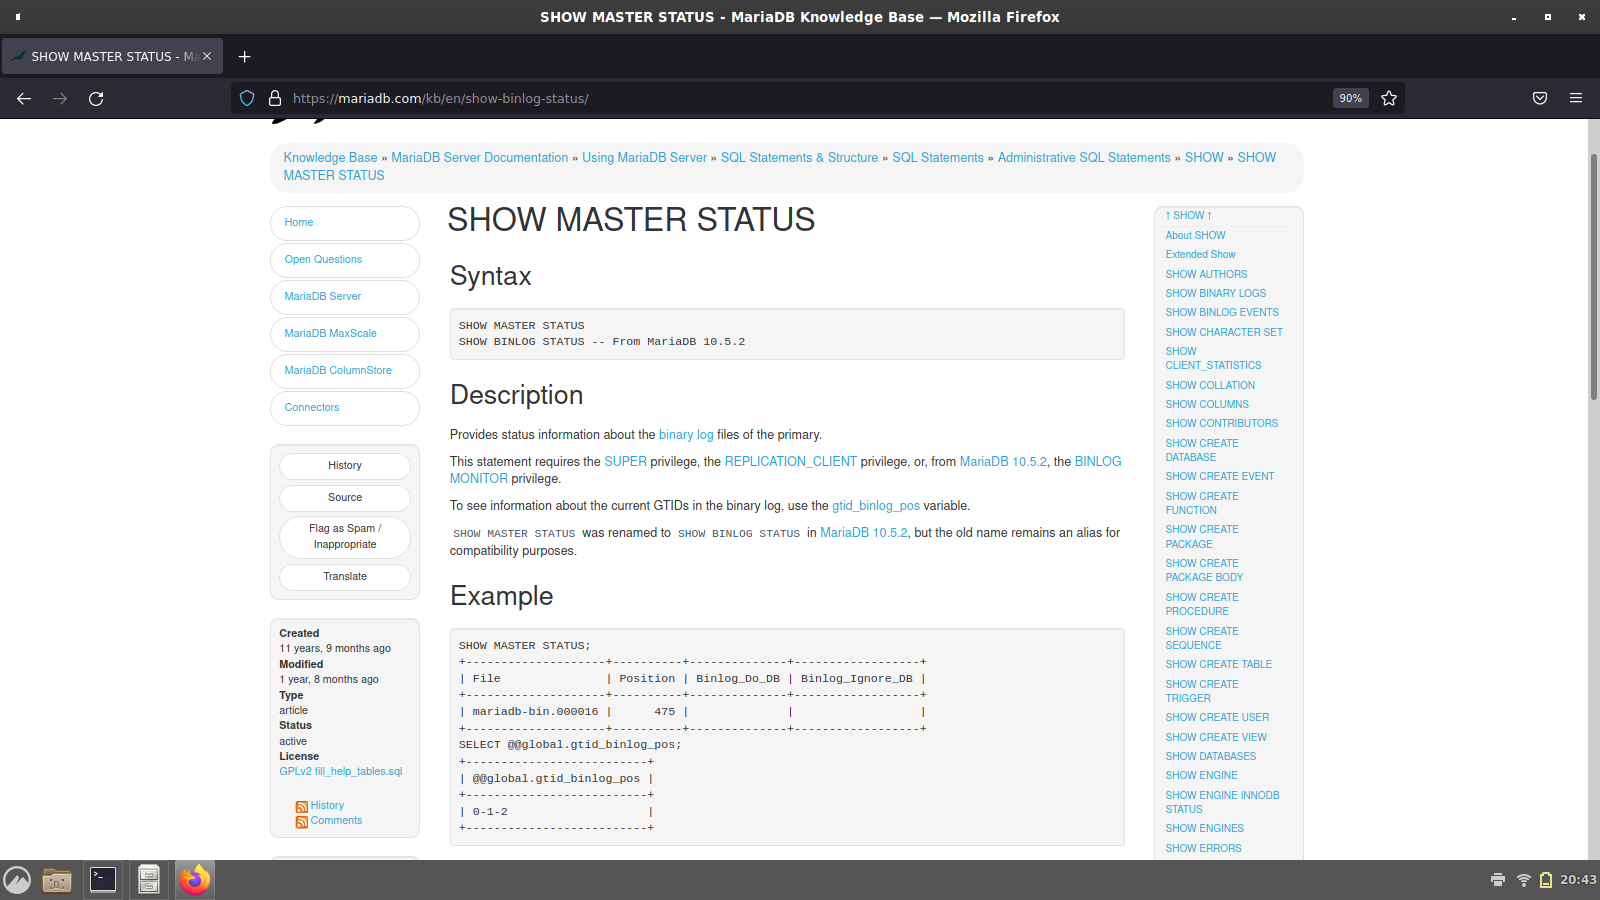 SHOW MASTER STATUS - MariaDB Knowledge Base — Mozilla Firefox
SHOW MASTER STATUS - Ma
https://mariadb.com/kb/en/show-binlog-status/
90%
Knowledge Base » MariaDB Server Documentation » Using MariaDB Server » SQL Statements & Structure » SQL Statements » Administrative SQL Statements » SHOW » SHOW
MASTER STATUS
Home
Open Questions
MariaDB Server
MariaDB MaxScale
MariaDB ColumnStore
Connectors
History
Source
Flag as Spam /
Inappropriate
Translate
Created
11 years, 9 months ago
Modified
1 year, 8 months ago
Type
article
Status
active
License
GPLv2 fill_help_tables.sql
History
Comments
SHOW MASTER STATUS
Syntax
SHOW MASTER STATUS
SHOW BINLOG STATUS -- From MariaDB 10.5.2
Description
Provides status information about the binary log files of the primary.
This statement requires the SUPER privilege, the REPLICATION_CLIENT privilege, or, from MariaDB 10.5.2, the BINLOG
MONITOR privilege.
To see information about the current GTIDs in the binary log, use the gtid_binlog_pos variable.
SHOW MASTER STATUS was renamed to SHOW BINLOG STATUS in MariaDB 10.5.2, but the old name remains an alias for
compatibility purposes.
Example
SHOW MASTER STATUS;
+--------------------+----------+--------------+------------------+
| File               | Position | Binlog_Do_DB | Binlog_Ignore_DB |
+--------------------+----------+--------------+------------------+
| mariadb-bin.000016 |      475 |              |                  |
+--------------------+----------+--------------+------------------+
SELECT @@global.gtid_binlog_pos;
+--------------------------+
| @@global.gtid_binlog_pos |
+--------------------------+
| 0-1-2                    |
+--------------------------+
↑ SHOW ↑
About SHOW
Extended Show
SHOW AUTHORS
SHOW BINARY LOGS
SHOW BINLOG EVENTS
SHOW CHARACTER SET
SHOW
CLIENT_STATISTICS
SHOW COLLATION
SHOW COLUMNS
SHOW CONTRIBUTORS
SHOW CREATE
DATABASE
SHOW CREATE EVENT
SHOW CREATE
FUNCTION
SHOW CREATE
PACKAGE
SHOW CREATE
PACKAGE BODY
SHOW CREATE
PROCEDURE
SHOW CREATE
SEQUENCE
SHOW CREATE TABLE
SHOW CREATE
TRIGGER
SHOW CREATE USER
SHOW CREATE VIEW
SHOW DATABASES
SHOW ENGINE
SHOW ENGINE INNODB
STATUS
SHOW ENGINES
SHOW ERRORS
20:43